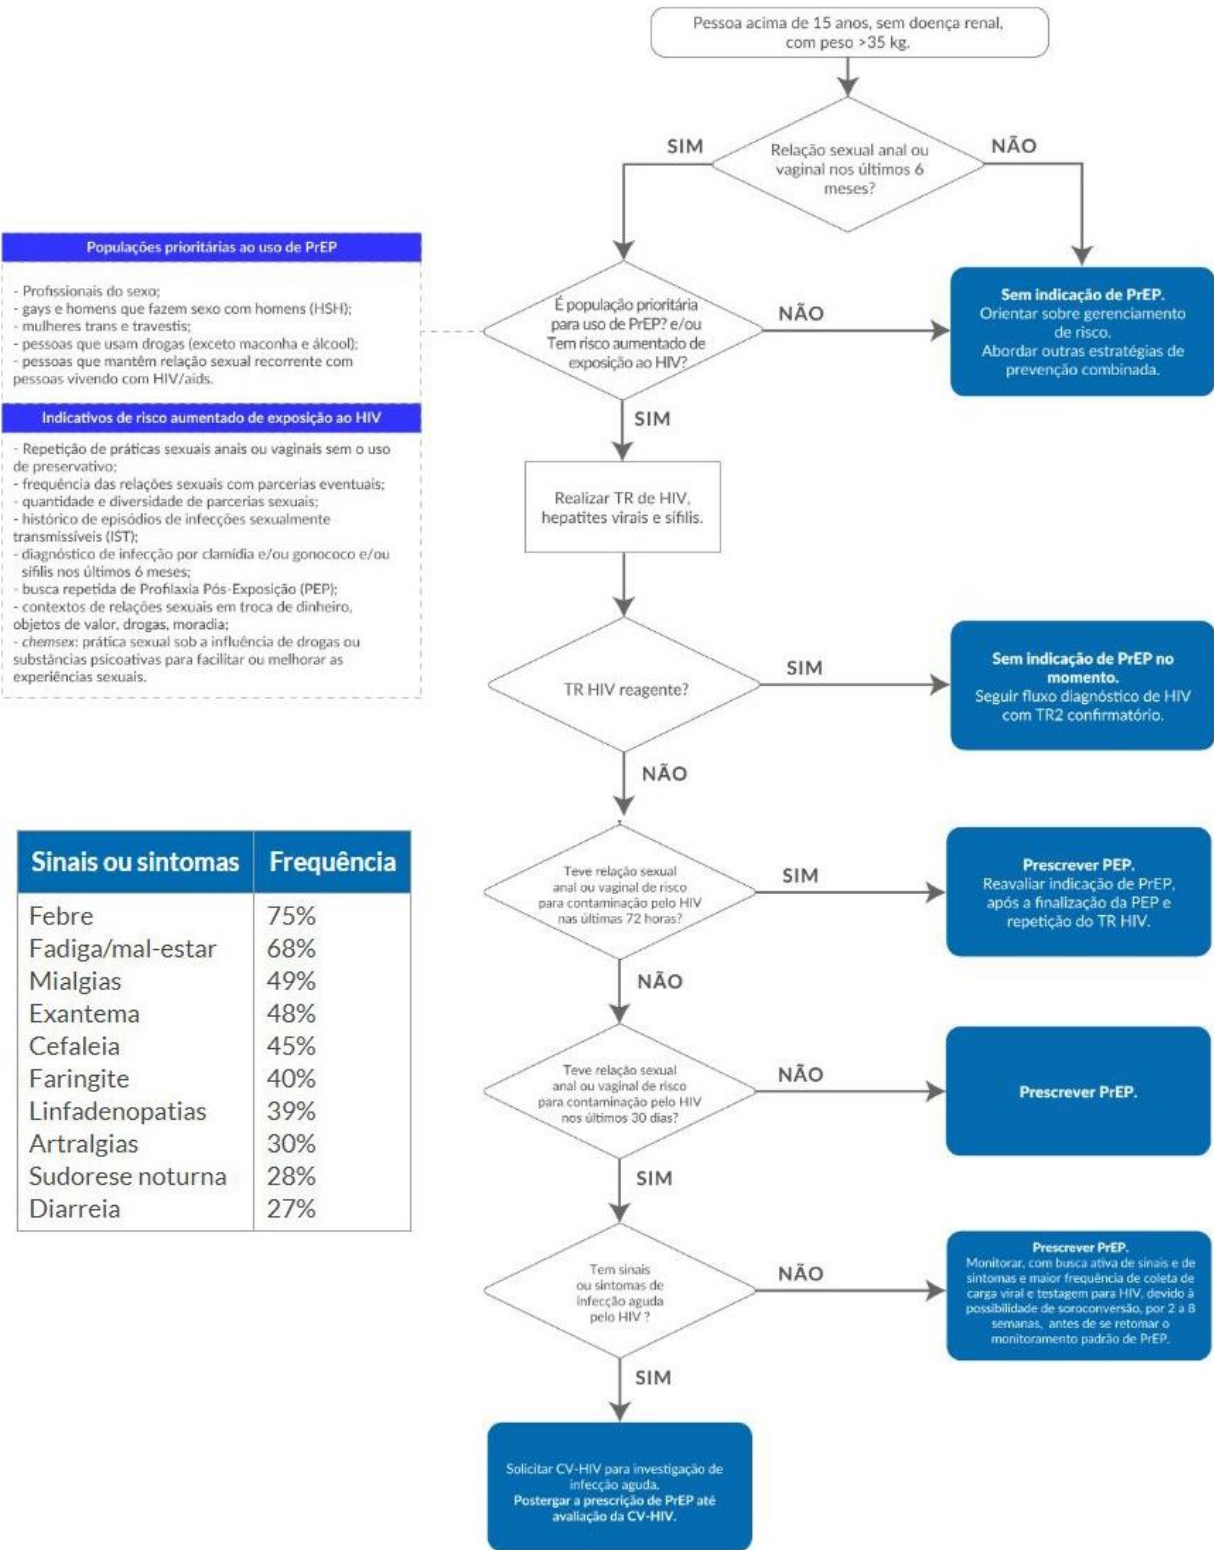 Pessoa acima de 15 anos, sem doença renal,
com peso >35 kg.
SIM
Relação sexual anal ou
vaginal nos últimos 6
meses?
NÃO
Populações prioritárias ao uso de PrEP
- Profissionais do sexo;
- gays e homens que fazem sexo com homens (HSH);
- mulheres trans e travestis;
- pessoas que usam drogas (exceto maconha e álcool);
- pessoas que mantêm relação sexual recorrente com
pessoas vivendo com HIV/aids.
Indicativos de risco aumentado de exposição ao HIV
- Repetição de práticas sexuais anais ou vaginais sem o uso
de preservativo;
- frequência das relações sexuais com parcerias eventuais;
- quantidade e diversidade de parcerias sexuais;
- histórico de episódios de infecções sexualmente
transmissíveis (IST);
- diagnóstico de infecção por clamídia e/ou gonococo e/ou
sífilis nos últimos 6 meses;
- busca repetida de Profilaxia Pós-Exposição (PEP);
- contextos de relações sexuais em troca de dinheiro,
objetos de valor, drogas, moradia;
- chemsex: prática sexual sob a influência de drogas ou
substâncias psicoativas para facilitar ou melhorar as
experiências sexuais.
É população prioritária
para uso de PrEP? e/ou
Tem risco aumentado de
exposição ao HIV?
NÃO
Sem indicação de PrEP.
Orientar sobre gerenciamento
de risco.
Abordar outras estratégias de
prevenção combinada.
SIM
Realizar TR de HIV,
hepatites virais e sífilis.
TR HIV reagente?
SIM
Sem indicação de PrEP no
momento.
Seguir fluxo diagnóstico de HIV
com TR2 confirmatório.
NÃO
Teve relação sexual
anal ou vaginal de risco
para contaminação pelo HIV
nas últimas 72 horas?
SIM
Prescrever PEP.
Reavaliar indicação de PrEP,
após a finalização da PEP e
repetição do TR HIV.
NÃO
Teve relação sexual
anal ou vaginal de risco
para contaminação pelo HIV
nos últimos 30 dias?
NÃO
Prescrever PrEP.
SIM
Tem sinais
ou sintomas de
infecção aguda
pelo HIV ?
NÃO
Prescrever PrEP.
Monitorar, com busca ativa de sinais e de
sintomas e maior frequência de coleta de
carga viral e testagem para HIV, devido à
possibilidade de soroconversão, por 2 a 8
semanas, antes de se retomar o
monitoramento padrão de PrEP.
SIM
Solicitar CV-HIV para investigação de
infecção aguda.
Postergar a prescrição de PrEP até
avaliação da CV-HIV.
Sinais ou sintomas Frequência
Febre 75%
Fadiga/mal-estar 68%
Mialgias 49%
Exantema 48%
Cefaleia 45%
Faringite 40%
Linfadenopatias 39%
Artralgias 30%
Sudorese noturna 28%
Diarreia 27%